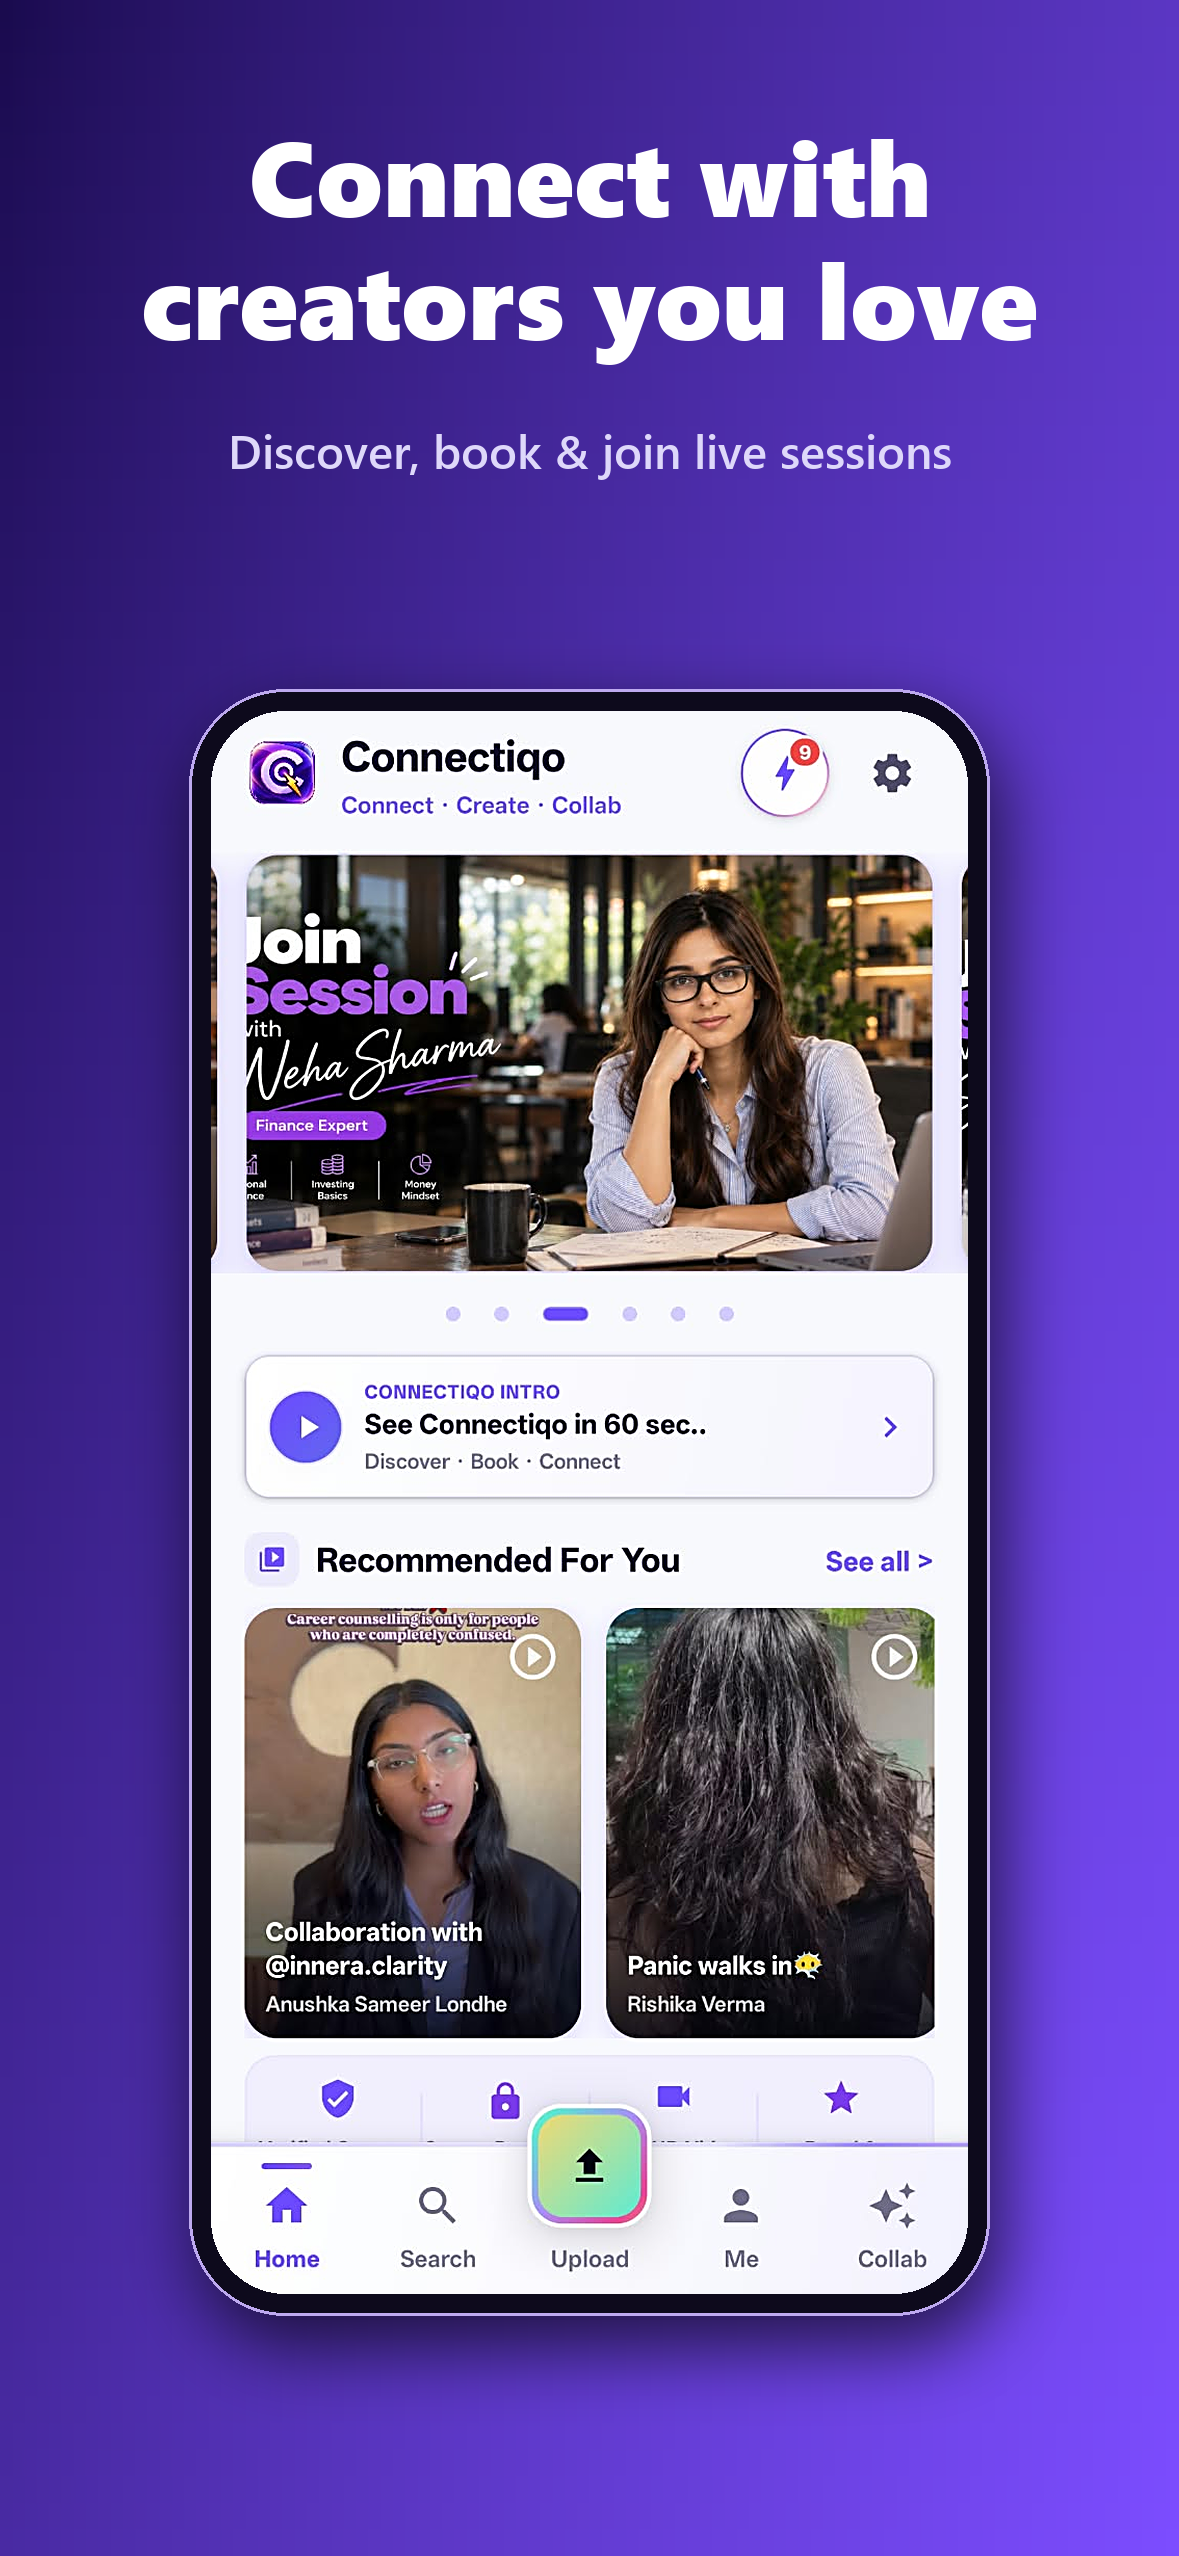 Connect with
creators you love
Discover, book & join live sessions
Connectiqo
9
Connect · Create · Collab
Join
Session
with
Neha Sharma
Finance Expert
Investing
Basics
Money
Mindset
CONNECTIQO INTRO
See Connectiqo in 60 sec..
Discover · Book · Connect
Recommended For You
See all >
Career counselling is only for people
who are completely confused.
Collaboration with
@innera.clarity
Anushka Sameer Londhe
Panic walks in
Rishika Verma
Home
Search
Upload
Me
Collab